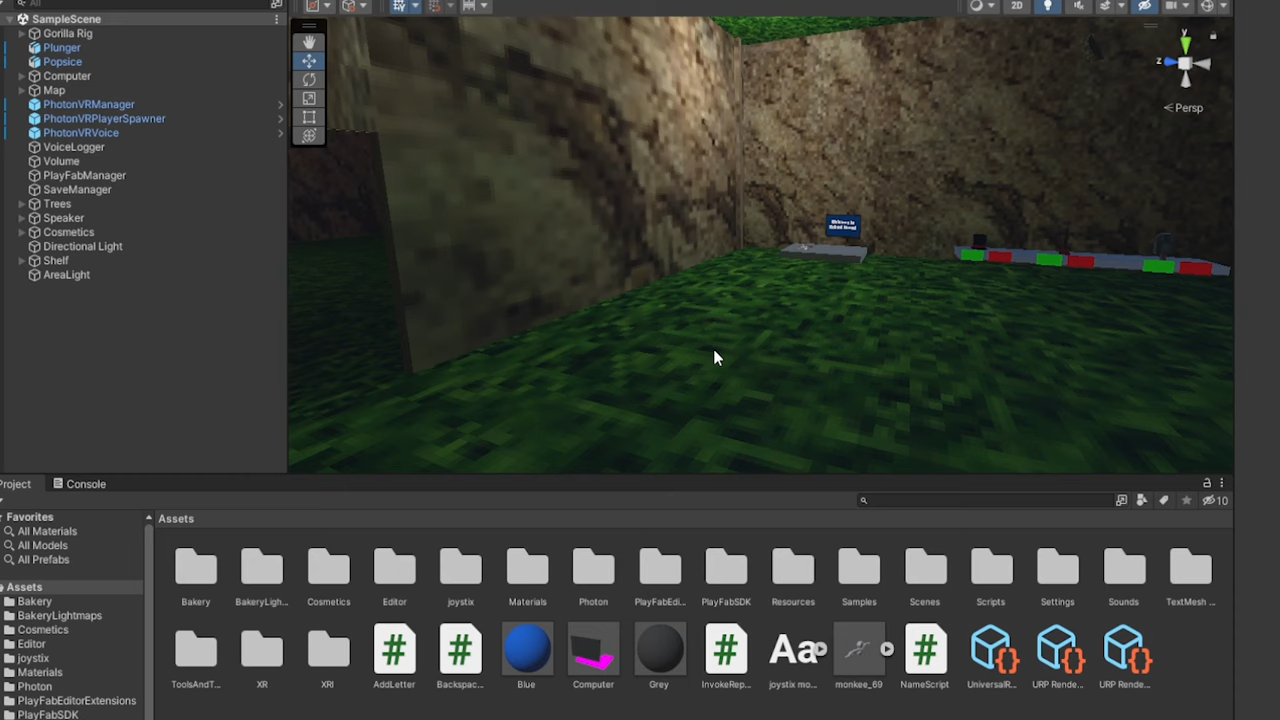 All
SampleScene
Gorilla Rig
Plunger
Popsice
Computer
Map
PhotonVRManager
PhotonVRPlayerSpawner
PhotonVRVoice
VoiceLogger
Volume
PlayFabManager
SaveManager
Trees
Speaker
Cosmetics
Directional Light
Shelf
AreaLight
2D
y
z
Persp
Welcome to
Project
Console
10
Favorites
All Materials
All Models
All Prefabs
Assets
Bakery
BakeryLightmaps
Cosmetics
Editor
joystix
Materials
Photon
PlayFabEditorExtensions
PlayFabSDK
Assets
Bakery
BakeryLigh...
Cosmetics
Editor
joystix
Materials
Photon
PlayFabEdi...
PlayFabSDK
Resources
Samples
Scenes
Scripts
Settings
Sounds
TextMesh ...
ToolsAndT...
XR
XRI
# AddLetter
# Backspac...
Blue
Computer
Grey
# InvokeRep...
Aa joystix mo...
monkee_69
# NameScript
UniversalR...
URP Rende...
URP Rende...